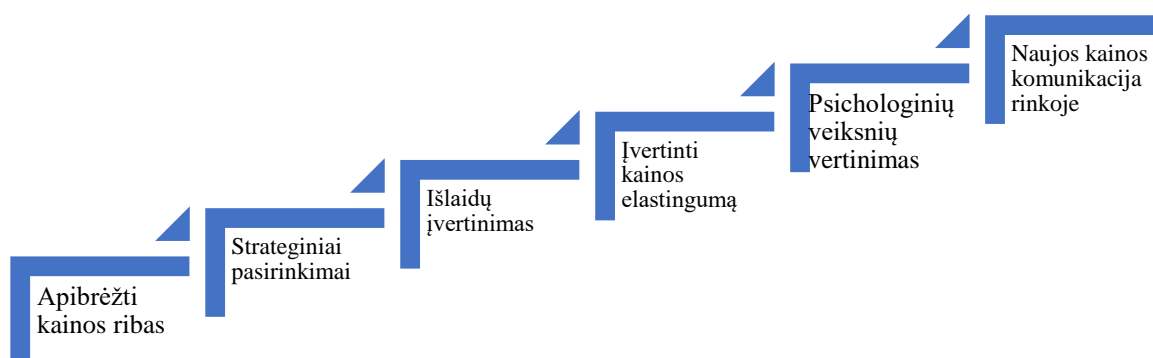 Apibrėžti
kainos ribas
Strateginiai
pasirinkimai
Išlaidų
įvertinimas
Įvertinti
kainos
elastingumą
Psichologinių
veiksnių
vertinimas
Naujos kainos
komunikacija
rinkoje